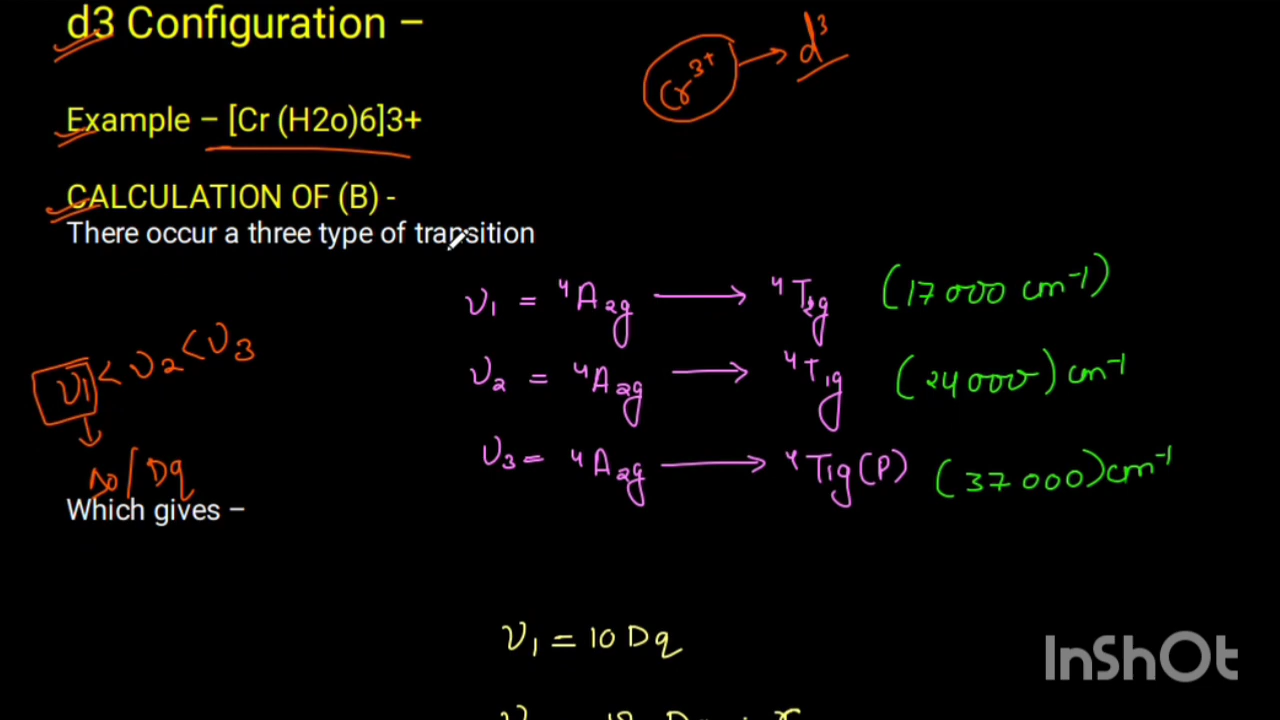 d3 Configuration –
Cr³⁺ → d³
Example – [Cr (H2o)6]3+
CALCULATION OF (B) -
There occur a three type of transition
ν₁ = ⁴A₂g → ⁴T₂g (17000 cm⁻¹)
ν₁ < ν₂ < ν₃
ν₂ = ⁴A₂g → ⁴T₁g (24000) cm⁻¹
ν₃ = ⁴A₂g → ⁴T₁g(P) (37000) cm⁻¹
Δo/Dq
Which gives –
ν₁ = 10 Dq
InShOt